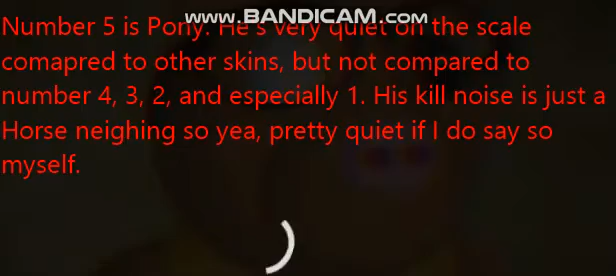 www.BANDICAM.com
Number 5 is Pony. He's very quiet on the scale
comapred to other skins, but not compared to
number 4, 3, 2, and especially 1. His kill noise is just a
Horse neighing so yea, pretty quiet if I do say so
myself.